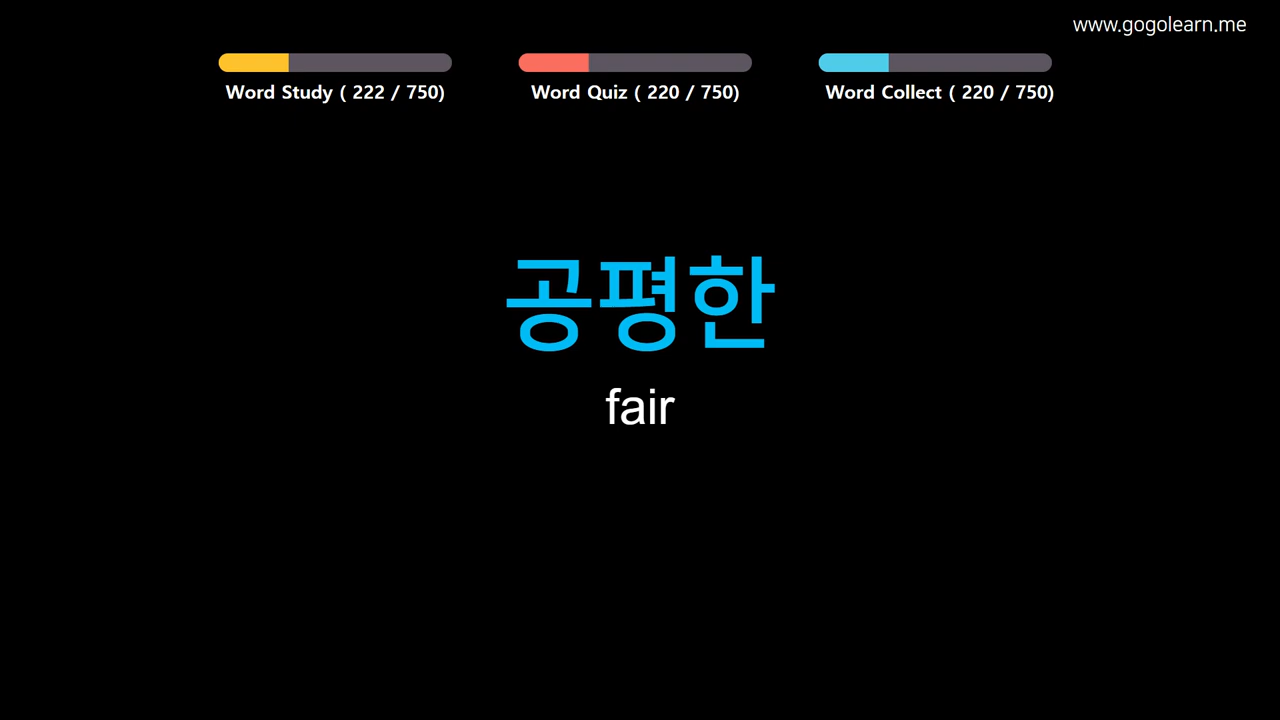 www.gogolearn.me
Word Study ( 222 / 750)
Word Quiz ( 220 / 750)
Word Collect ( 220 / 750)
공평한
fair